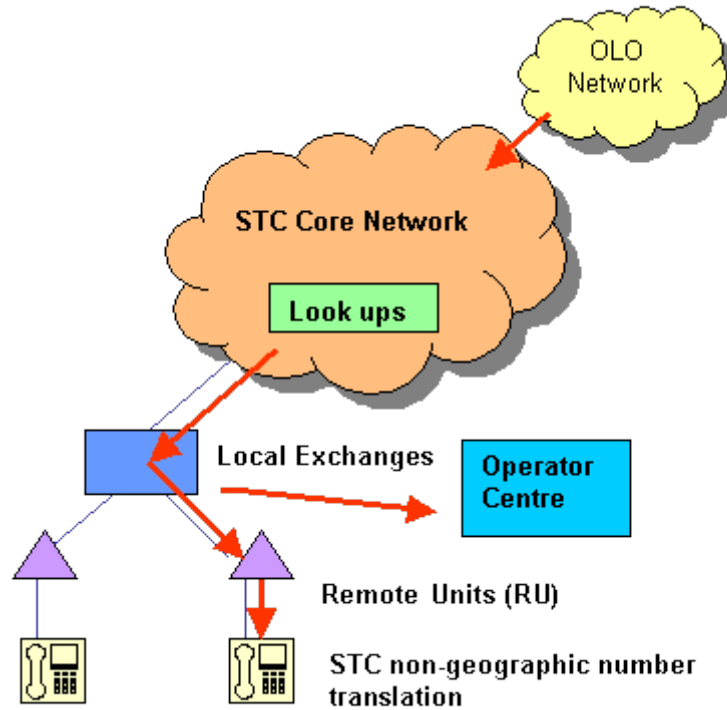 OLO
Network
STC Core Network
Look ups
Local Exchanges
Operator
Centre
Remote Units (RU)
STC non-geographic number
translation